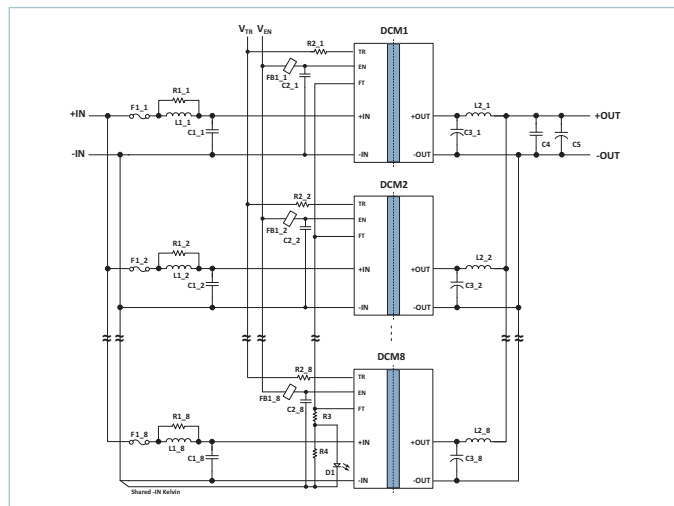 V_TR V_EN
DCM1
R2_1
TR
FB1_1
EN
C2_1
FT
R1_1
+IN
F1_1
L1_1
C1_1
+IN
+OUT
L2_1
+OUT
C3_1
C4
C5
-IN
-IN
-OUT
-OUT
DCM2
R2_2
TR
FB1_2
EN
C2_2
FT
R1_2
F1_2
L1_2
C1_2
+IN
+OUT
L2_2
C3_2
-IN
-OUT
DCM8
R2_8
TR
FB1_8
EN
C2_8
FT
R3
R1_8
F1_8
L1_8
C1_8
R4
D1
+IN
+OUT
L2_8
C3_8
-IN
-OUT
Shared -IN Kelvin